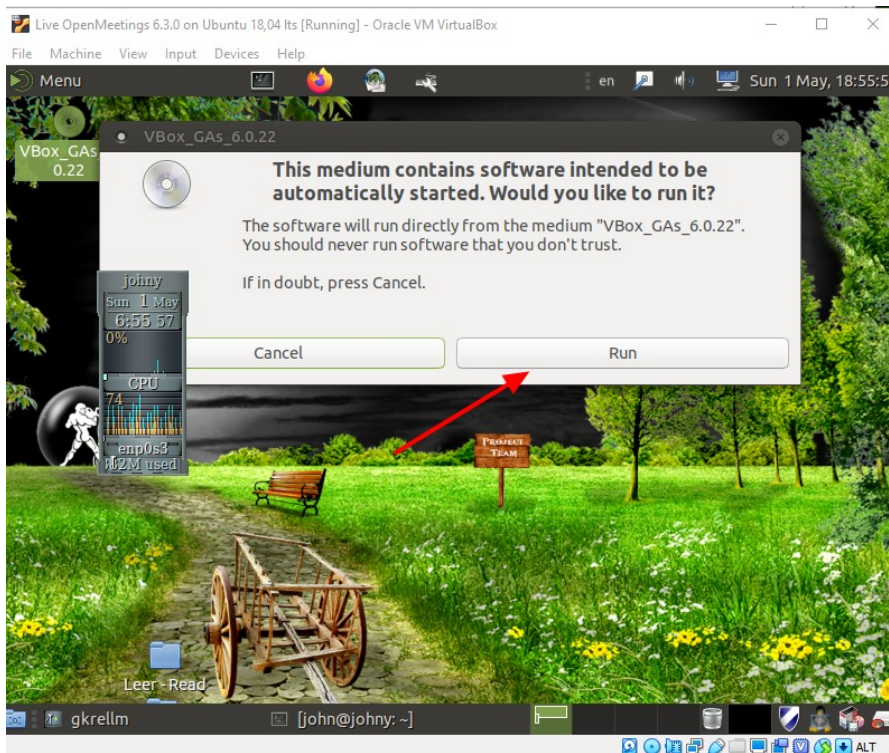 Live OpenMeetings 6.3.0 on Ubuntu 18,04 lts [Running] - Oracle VM VirtualBox
File Machine View Input Devices Help
Menu
en
Sun 1 May, 18:55:5
VBox_GAs_
0.22
VBox_GAs_6.0.22
This medium contains software intended to be
automatically started. Would you like to run it?
The software will run directly from the medium "VBox_GAs_6.0.22".
You should never run software that you don't trust.
If in doubt, press Cancel.
Cancel
Run
johny
Sun 1 May
6:55 57
0%
CPU
74
enp0s3
used
PROJECT
TEAM
Leer - Read
gkrellm
[john@johny: ~]
ALT